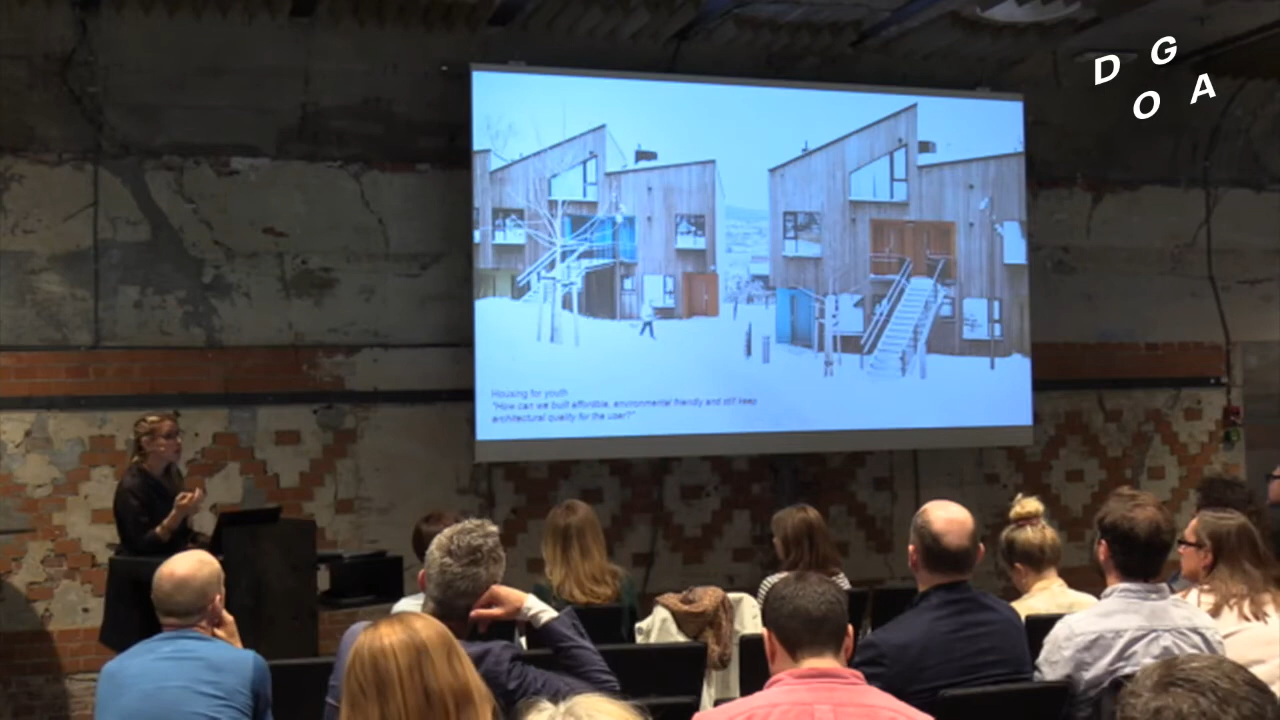 D G
O A
Housing for youth
"How can we built affordable, environmental friendly and still keep
architectural quality for the user?"